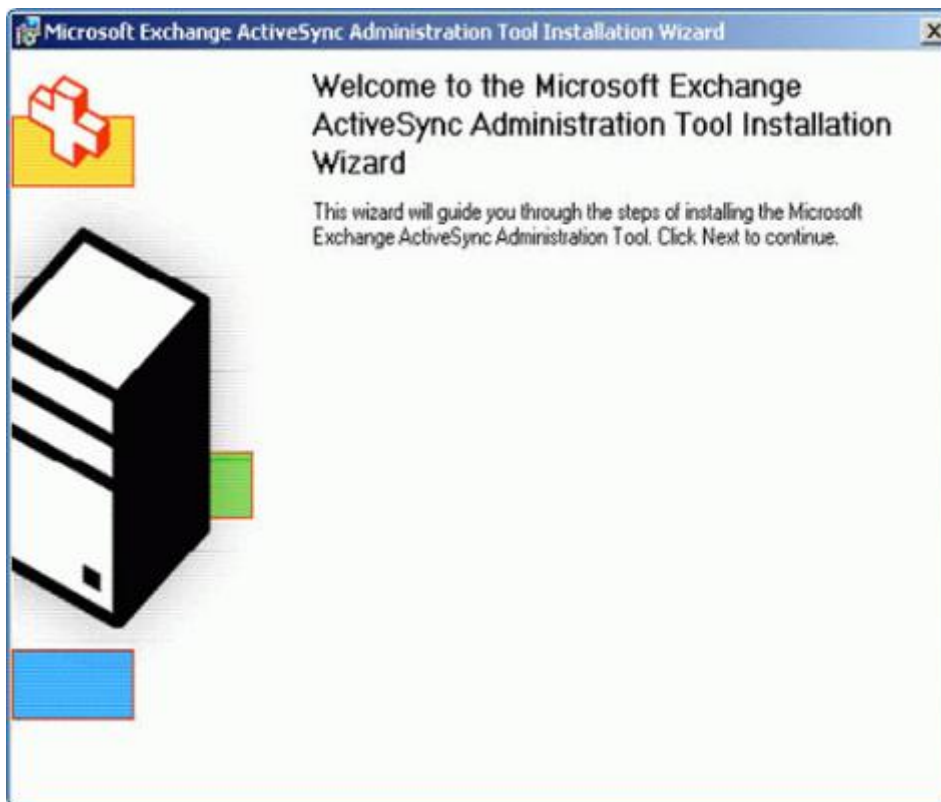 Microsoft Exchange ActiveSync Administration Tool Installation Wizard
Welcome to the Microsoft Exchange
ActiveSync Administration Tool Installation
Wizard
This wizard will guide you through the steps of installing the Microsoft
Exchange ActiveSync Administration Tool. Click Next to continue.